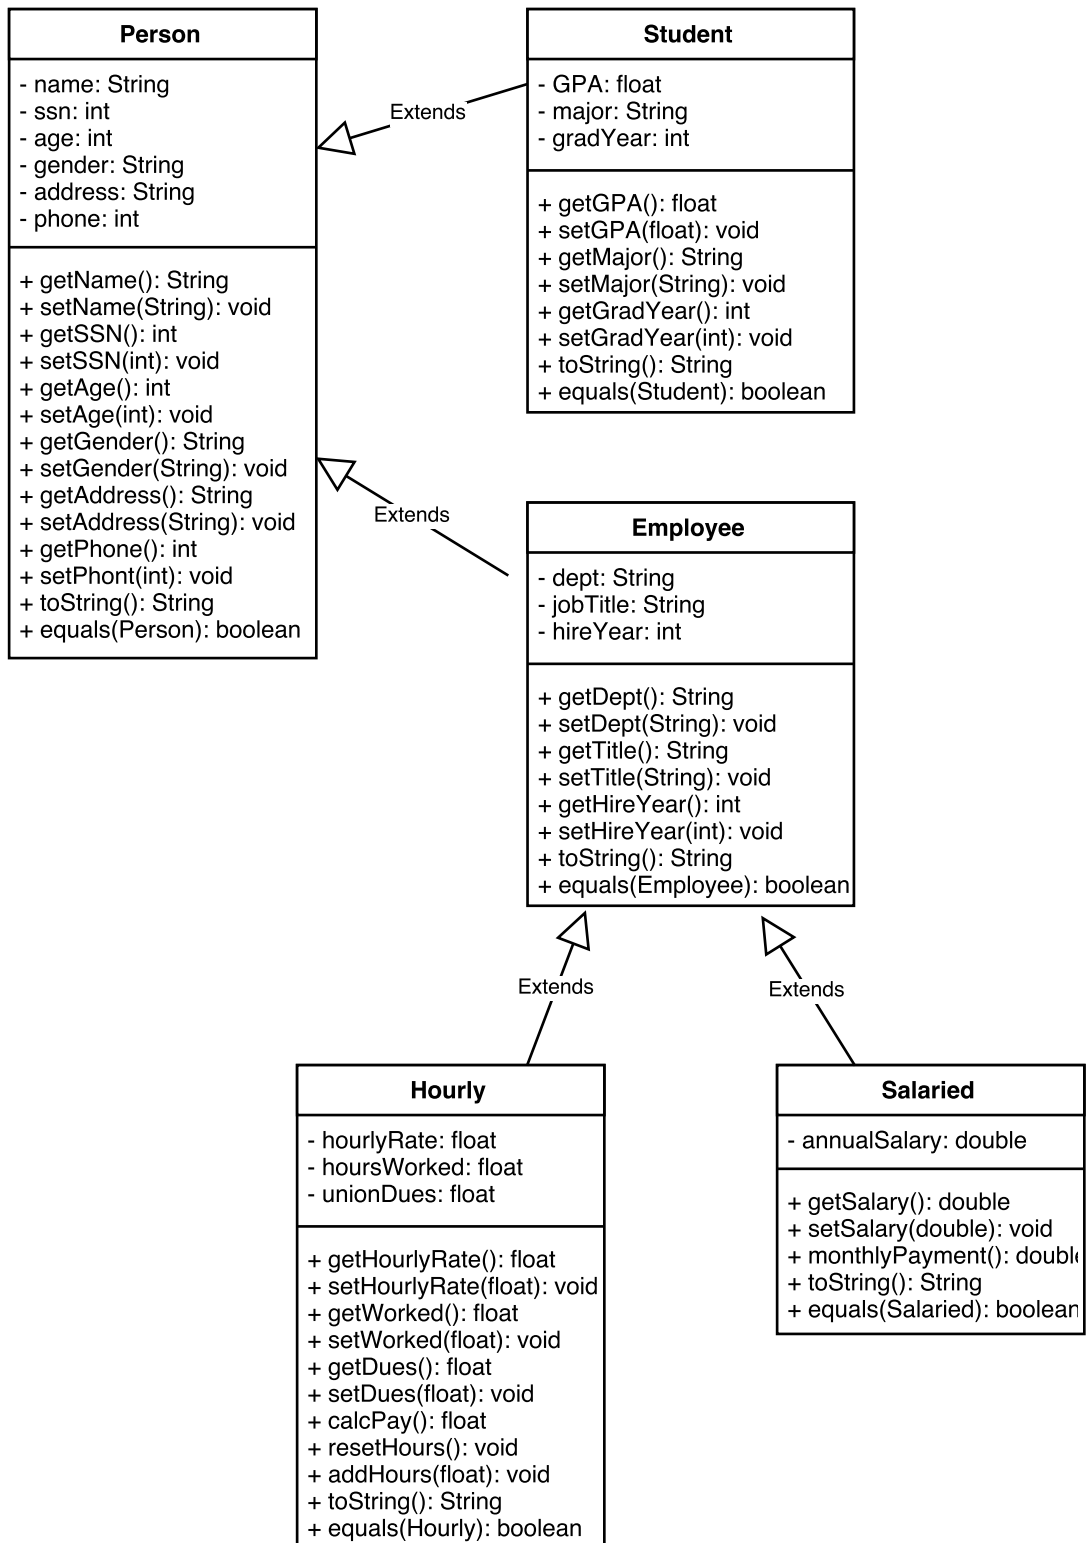 Person
- name: String
- ssn: int
- age: int
- gender: String
- address: String
- phone: int
+ getName(): String
+ setName(String): void
+ getSSN(): int
+ setSSN(int): void
+ getAge(): int
+ setAge(int): void
+ getGender(): String
+ setGender(String): void
+ getAddress(): String
+ setAddress(String): void
+ getPhone(): int
+ setPhont(int): void
+ toString(): String
+ equals(Person): boolean
Extends
Student
- GPA: float
- major: String
- gradYear: int
+ getGPA(): float
+ setGPA(float): void
+ getMajor(): String
+ setMajor(String): void
+ getGradYear(): int
+ setGradYear(int): void
+ toString(): String
+ equals(Student): boolean
Extends
Employee
- dept: String
- jobTitle: String
- hireYear: int
+ getDept(): String
+ setDept(String): void
+ getTitle(): String
+ setTitle(String): void
+ getHireYear(): int
+ setHireYear(int): void
+ toString(): String
+ equals(Employee): boolean
Extends
Extends
Hourly
- hourlyRate: float
- hoursWorked: float
- unionDues: float
+ getHourlyRate(): float
+ setHourlyRate(float): void
+ getWorked(): float
+ setWorked(float): void
+ getDues(): float
+ setDues(float): void
+ calcPay(): float
+ resetHours(): void
+ addHours(float): void
+ toString(): String
+ equals(Hourly): boolean
Salaried
- annualSalary: double
+ getSalary(): double
+ setSalary(double): void
+ monthlyPayment(): double
+ toString(): String
+ equals(Salaried): boolean